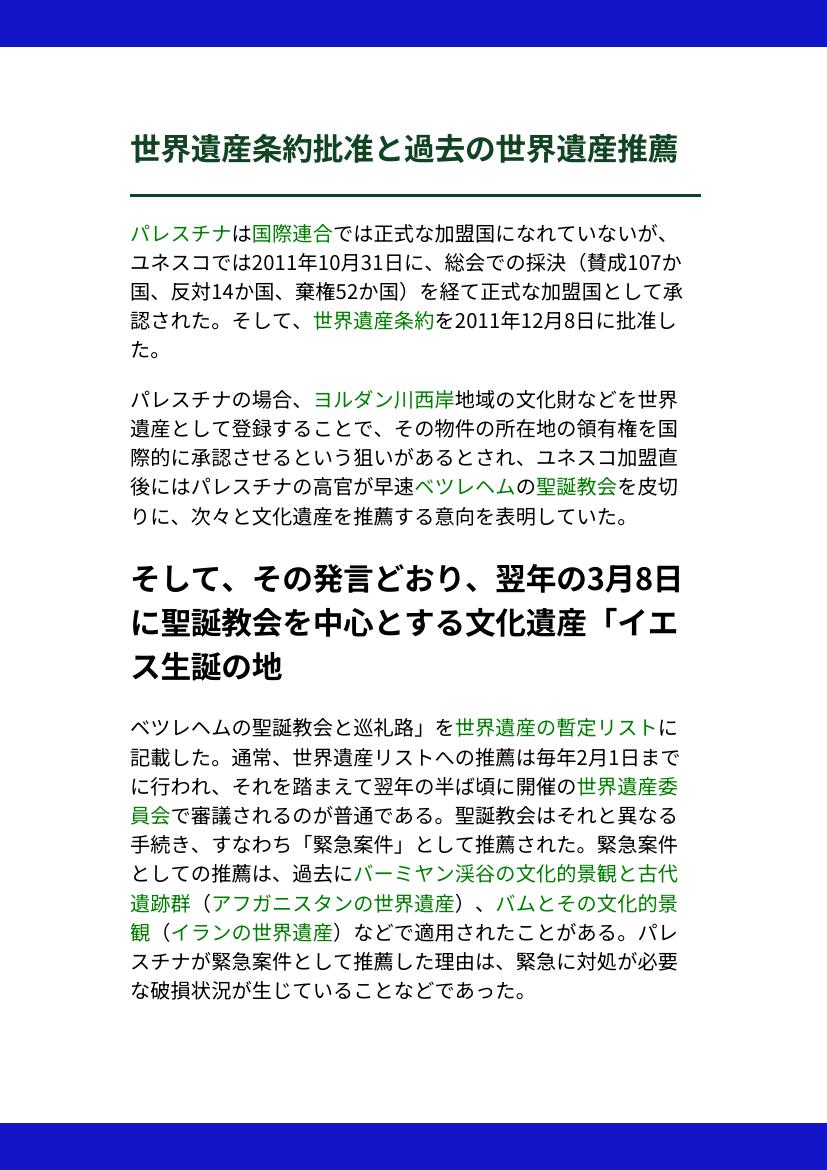 世界遺産条約批准と過去の世界遺産推薦
パレスチナは国際連合では正式な加盟国になれていないが、
ユネスコでは2011年10月31日に、総会での採決（賛成107か
国、反対14か国、棄権52か国）を経て正式な加盟国として承
認された。そして、世界遺産条約を2011年12月8日に批准し
た。
パレスチナの場合、ヨルダン川西岸地域の文化財などを世界
遺産として登録することで、その物件の所在地の領有権を国
際的に承認させるという狙いがあるとされ、ユネスコ加盟直
後にはパレスチナの高官が早速ベツレヘムの聖誕教会を皮切
りに、次々と文化遺産を推薦する意向を表明していた。
そして、その発言どおり、翌年の3月8日
に聖誕教会を中心とする文化遺産「イエ
ス生誕の地
ベツレヘムの聖誕教会と巡礼路」を世界遺産の暫定リストに
記載した。通常、世界遺産リストへの推薦は毎年2月1日まで
に行われ、それを踏まえて翌年の半ば頃に開催の世界遺産委
員会で審議されるのが普通である。聖誕教会はそれと異なる
手続き、すなわち「緊急案件」として推薦された。緊急案件
としての推薦は、過去にバーミヤン渓谷の文化的景観と古代
遺跡群（アフガニスタンの世界遺産）、バムとその文化的景
観（イランの世界遺産）などで適用されたことがある。パレ
スチナが緊急案件として推薦した理由は、緊急に対処が必要
な破損状況が生じていることなどであった。